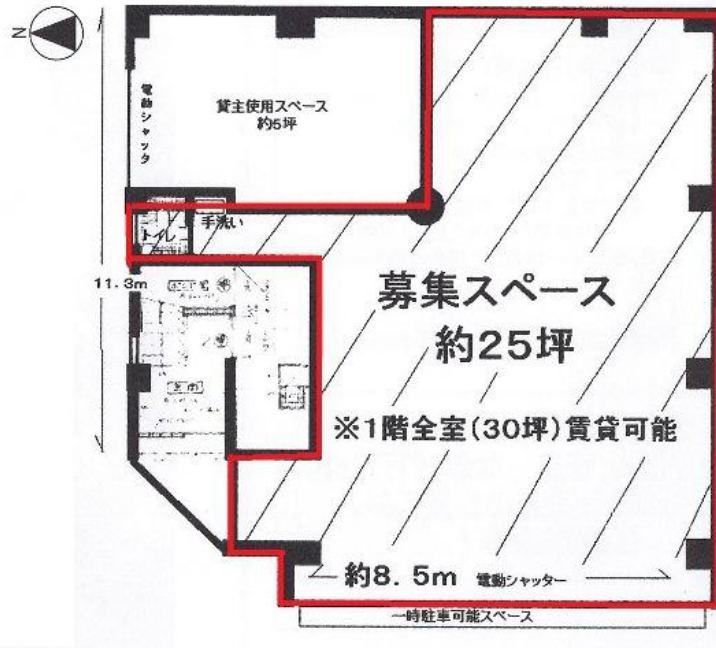 N
電動シャッタ
貸主使用スペース
約5坪
手洗い
トイレ
11.3m
募集スペース
約25坪
※1階全室(30坪)賃貸可能
約8.5m 電動シャッター
一時駐車可能スペース